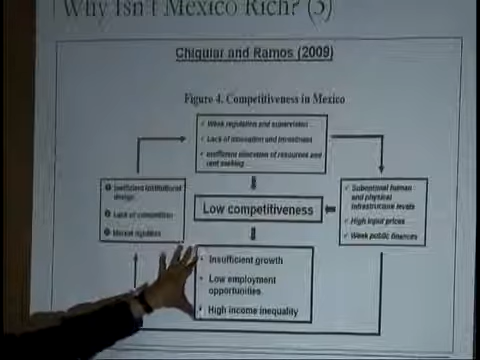 Why Isn't Mexico Rich? (3)
Chiquiar and Ramos (2009)
Figure 4. Competitiveness in Mexico
✓ Weak regulation and supervision
✓ Lack of innovation and investment
✓ Inefficient allocation of resources and
rent seeking
Inefficient institutional
design
Lack of competition
Market rigidities
Low competitiveness
✓ Suboptimal human
and physical
infrastructure levels
✓ High input prices
✓ Weak public finances
Insufficient growth
Low employment
opportunities
High income inequality